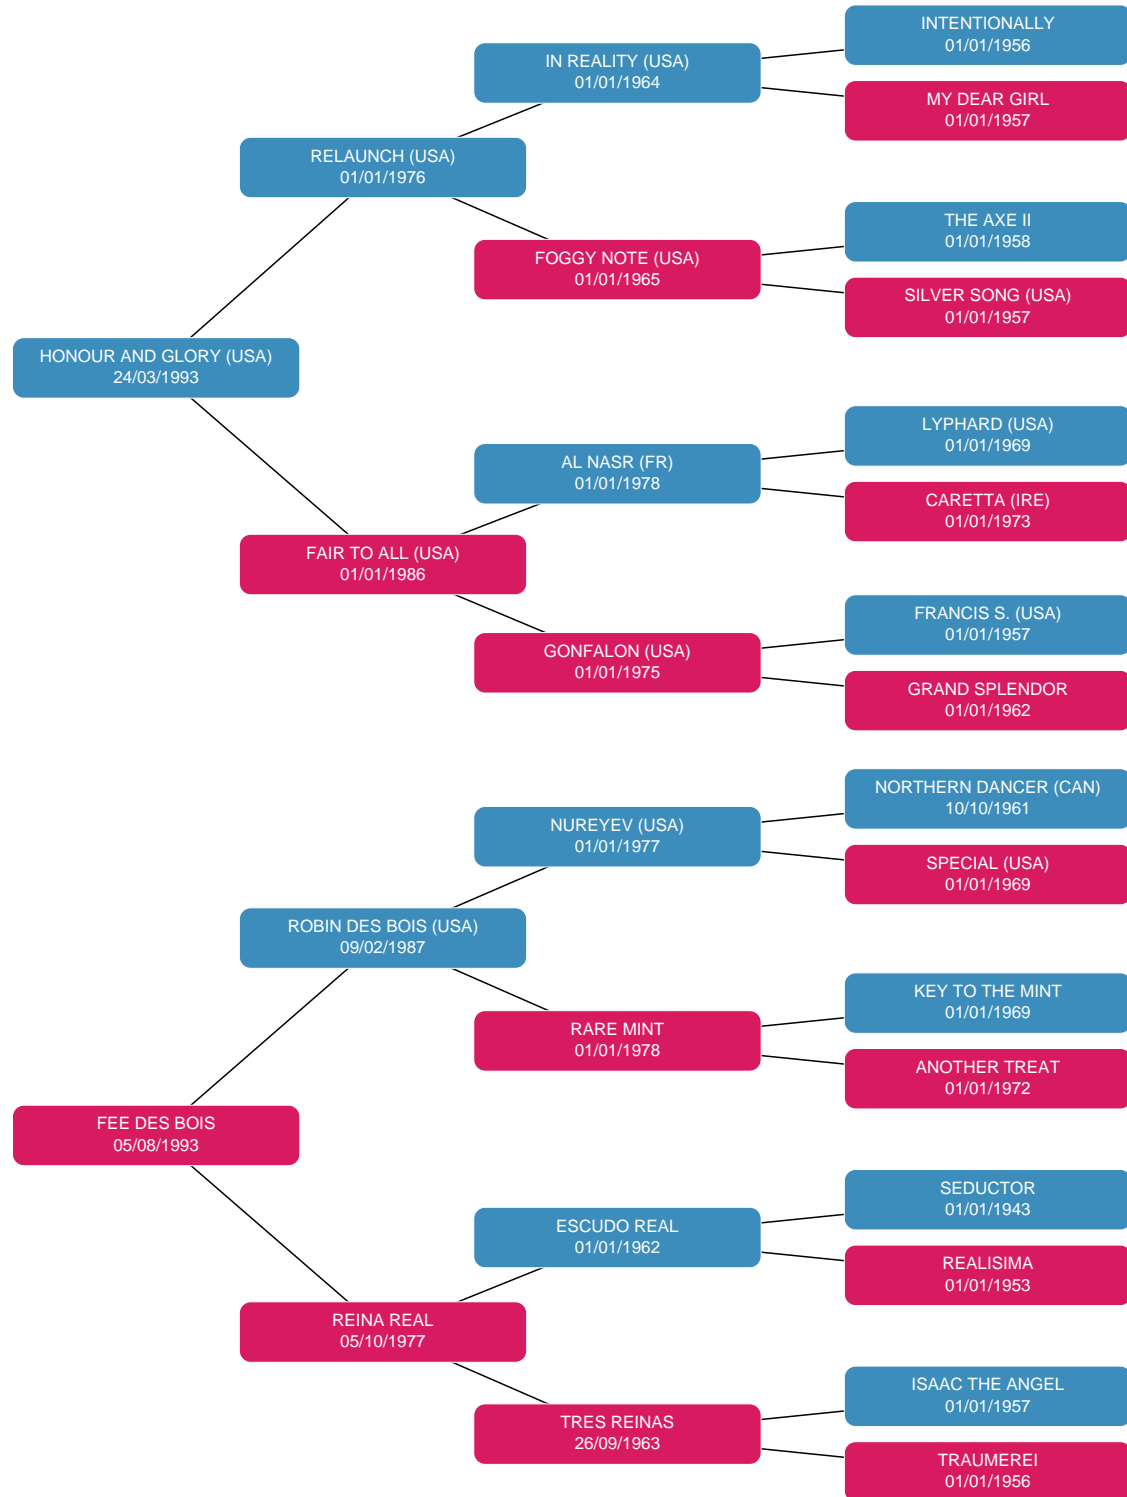 INTENTIONALLY
01/01/1956
IN REALITY (USA)
01/01/1964
MY DEAR GIRL
01/01/1957
RELAUNCH (USA)
01/01/1976
THE AXE II
01/01/1958
FOGGY NOTE (USA)
01/01/1965
SILVER SONG (USA)
01/01/1957
HONOUR AND GLORY (USA)
24/03/1993
LYPHARD (USA)
01/01/1969
AL NASR (FR)
01/01/1978
CARETTA (IRE)
01/01/1973
FAIR TO ALL (USA)
01/01/1986
FRANCIS S. (USA)
01/01/1957
GONFALON (USA)
01/01/1975
GRAND SPLENDOR
01/01/1962
NORTHERN DANCER (CAN)
10/10/1961
NUREYEV (USA)
01/01/1977
SPECIAL (USA)
01/01/1969
ROBIN DES BOIS (USA)
09/02/1987
KEY TO THE MINT
01/01/1969
RARE MINT
01/01/1978
ANOTHER TREAT
01/01/1972
FEE DES BOIS
05/08/1993
SEDUCTOR
01/01/1943
ESCUDO REAL
01/01/1962
REALISIMA
01/01/1953
REINA REAL
05/10/1977
ISAAC THE ANGEL
01/01/1957
TRES REINAS
26/09/1963
TRAUMEREI
01/01/1956